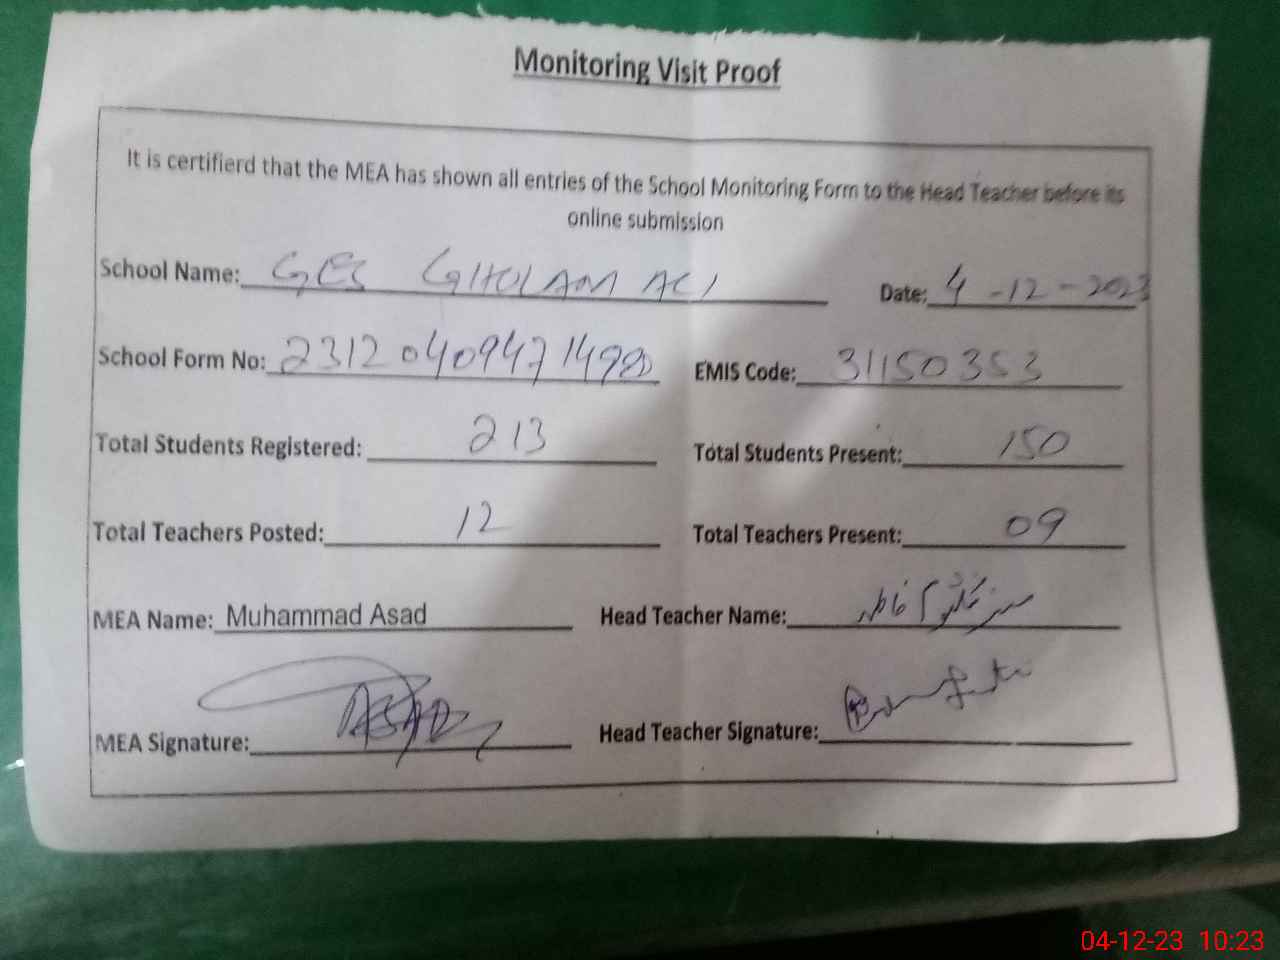 Monitoring Visit Proof
It is certifierd that the MEA has shown all entries of the School Monitoring Form to the Head Teacher before its
online submission
School Name: GES GHOLAM ALI Date: 4-12-2023
School Form No: EMIS Code: 31150353
Total Students Registered: 213 Total Students Present: 150
Total Teachers Posted: 12 Total Teachers Present: 09
MEA Name: Muhammad Asad Head Teacher Name: فاطمہ
MEA Signature: ASAD Head Teacher Signature:
04-12-23 10:23